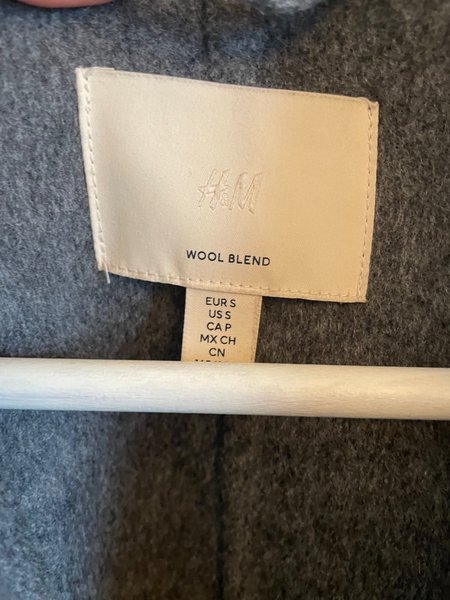 H&M
WOOL BLEND
EUR S
US S
CA P
MX CH
CN